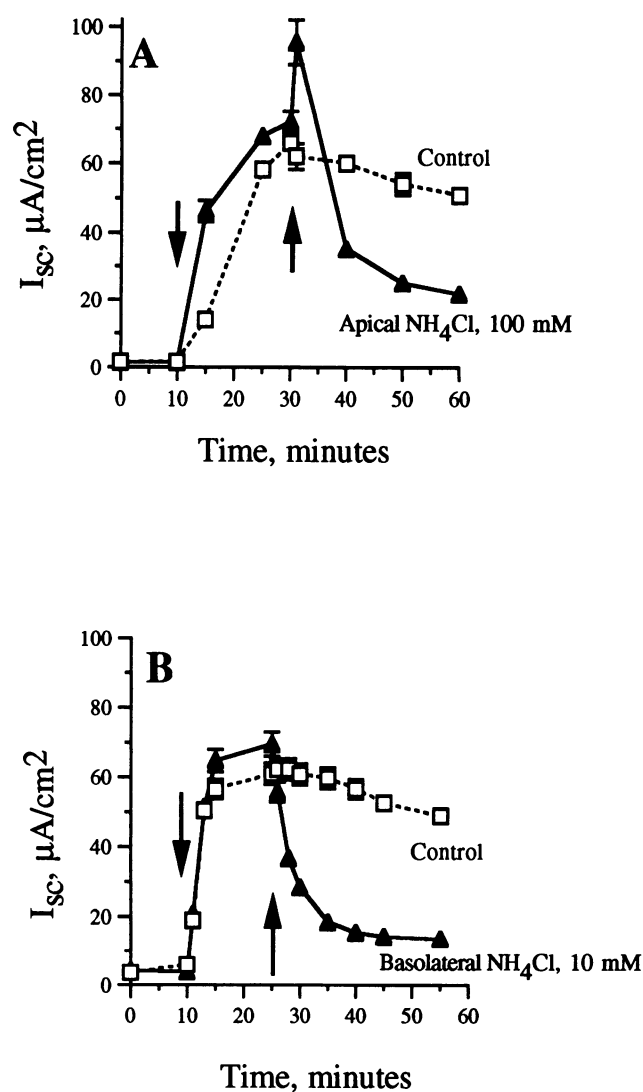 A
100
80
60
40
20
0
I_SC, µA/cm²
Control
Apical NH₄Cl, 100 mM
0 10 20 30 40 50 60
Time, minutes
B
100
80
60
40
20
0
I_SC, µA/cm²
Control
Basolateral NH₄Cl, 10 mM
0 10 20 30 40 50 60
Time, minutes